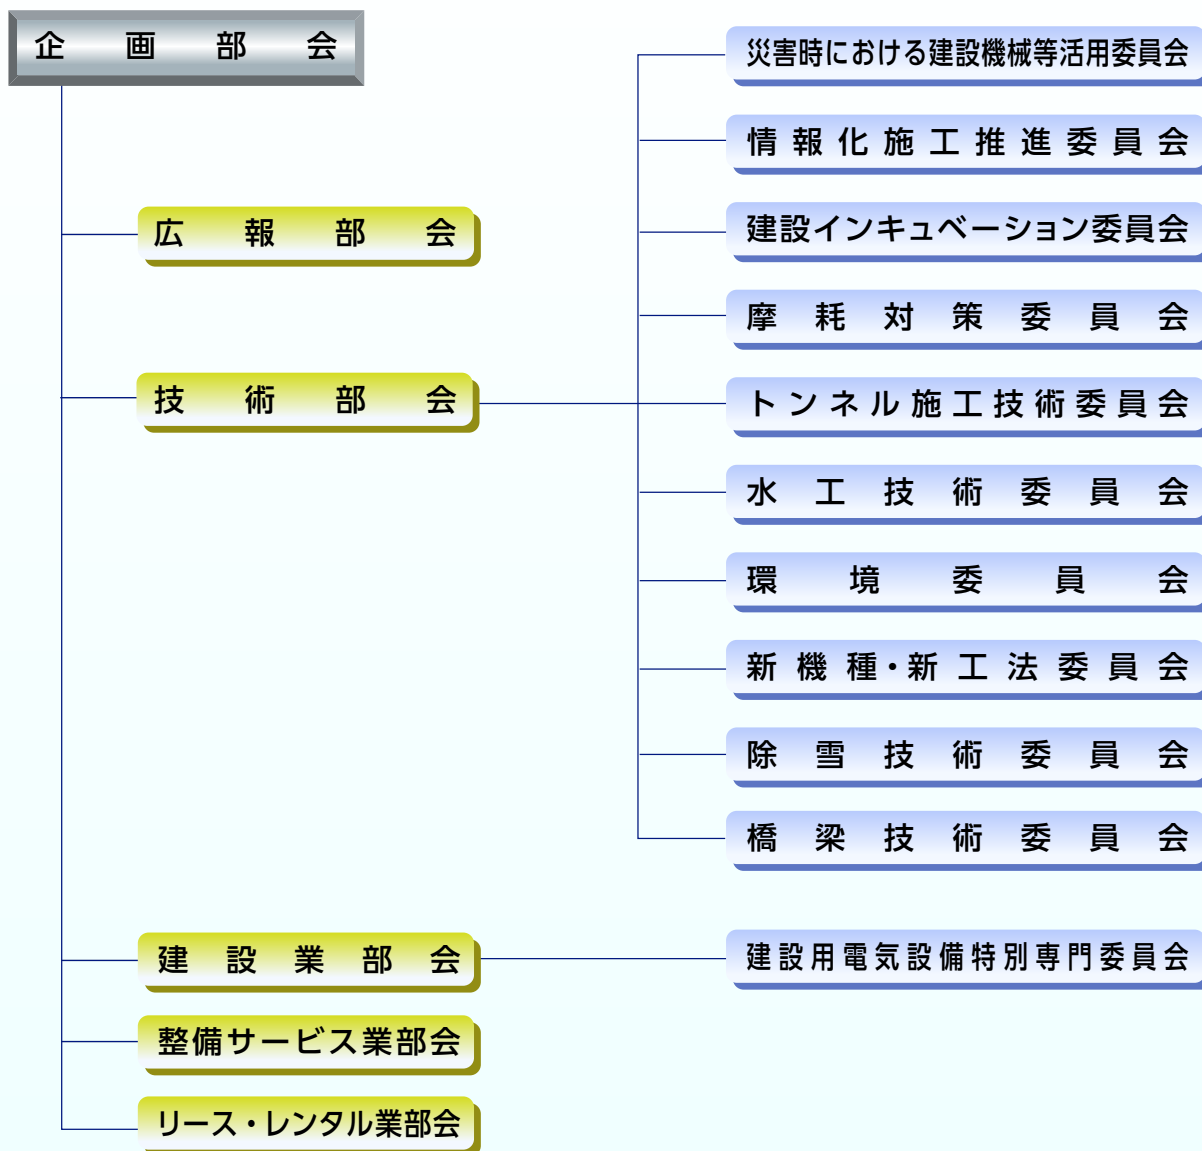 企画部会
広報部会
技術部会
災害時における建設機械等活用委員会
情報化施工推進委員会
建設インキュベーション委員会
摩耗対策委員会
トンネル施工技術委員会
水工技術委員会
環境委員会
新機種・新工法委員会
除雪技術委員会
橋梁技術委員会
建設業部会
建設用電気設備特別専門委員会
整備サービス業部会
リース・レンタル業部会